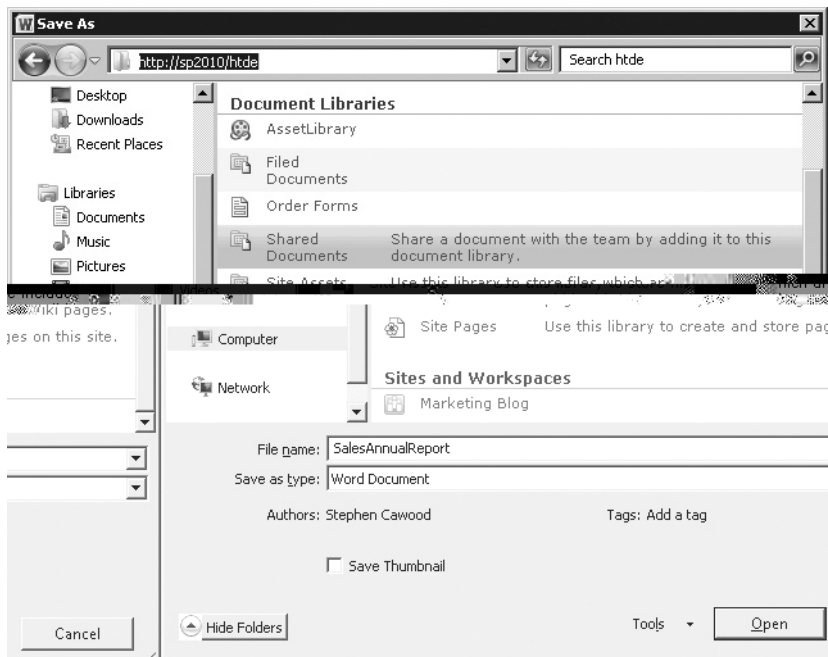 Save As
http://sp2010/htde
Search htde
Desktop
Downloads
Recent Places
Libraries
Documents
Music
Pictures
Document Libraries
AssetLibrary
Filed
Documents
Order Forms
Shared
Documents
Share a document with the team by adding it to this
document library.
Site Assets
Use this library to store files which are
Videos
Wiki pages.
ges on this site.
Computer
Network
Site Pages
Use this library to create and store pag
Sites and Workspaces
Marketing Blog
File name: SalesAnnualReport
Save as type: Word Document
Authors: Stephen Cawood
Tags: Add a tag
Save Thumbnail
Cancel
Hide Folders
Tools
Open